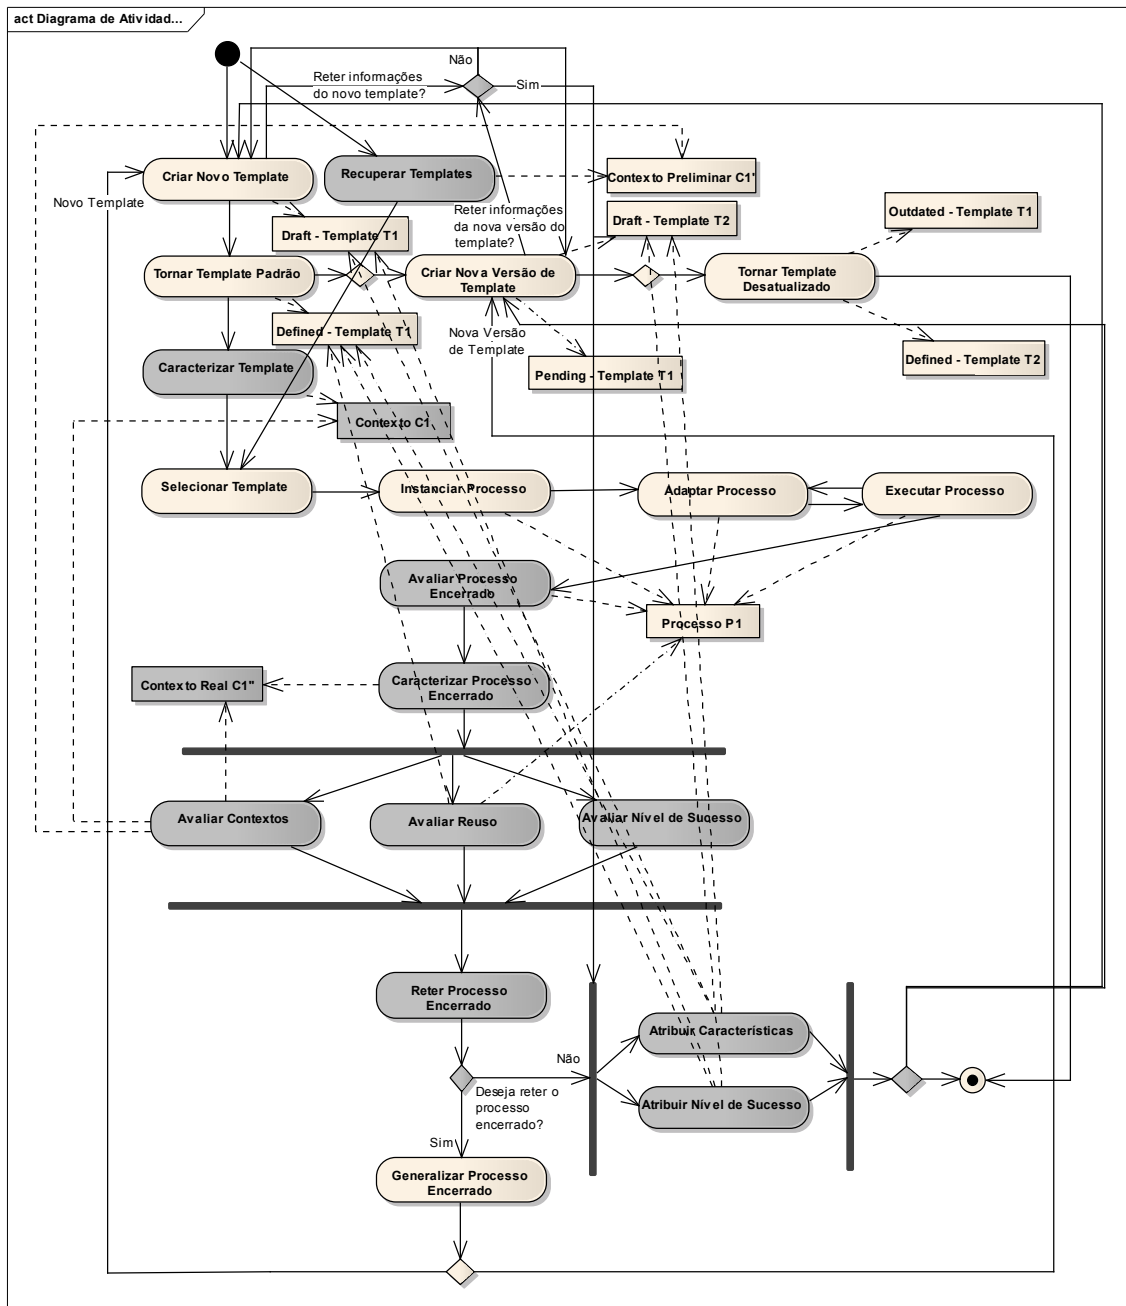 act Diagrama de Atividad...
Não
Reter informações
do novo template?
Sim
Criar Novo Template
Recuperar Templates
Contexto Preliminar C1'
Novo Template
Reter informações
da nova versão do
template?
Draft - Template T2
Outdated - Template T1
Draft - Template T1
Tornar Template Padrão
Criar Nova Versão de
Template
Tornar Template
Desatualizado
Defined - Template T1
Nova Versão
de Template
Caracterizar Template
Pending - Template T1
Defined - Template T2
Contexto C1
Selecionar Template
Instanciar Processo
Adaptar Processo
Executar Processo
Avaliar Processo
Encerrado
Processo P1
Contexto Real C1"
Caracterizar Processo
Encerrado
Avaliar Contextos
Avaliar Reuso
Avaliar Nível de Sucesso
Reter Processo
Encerrado
Atribuir Características
Não
Deseja reter o
processo
encerrado?
Atribuir Nível de Sucesso
Sim
Generalizar Processo
Encerrado